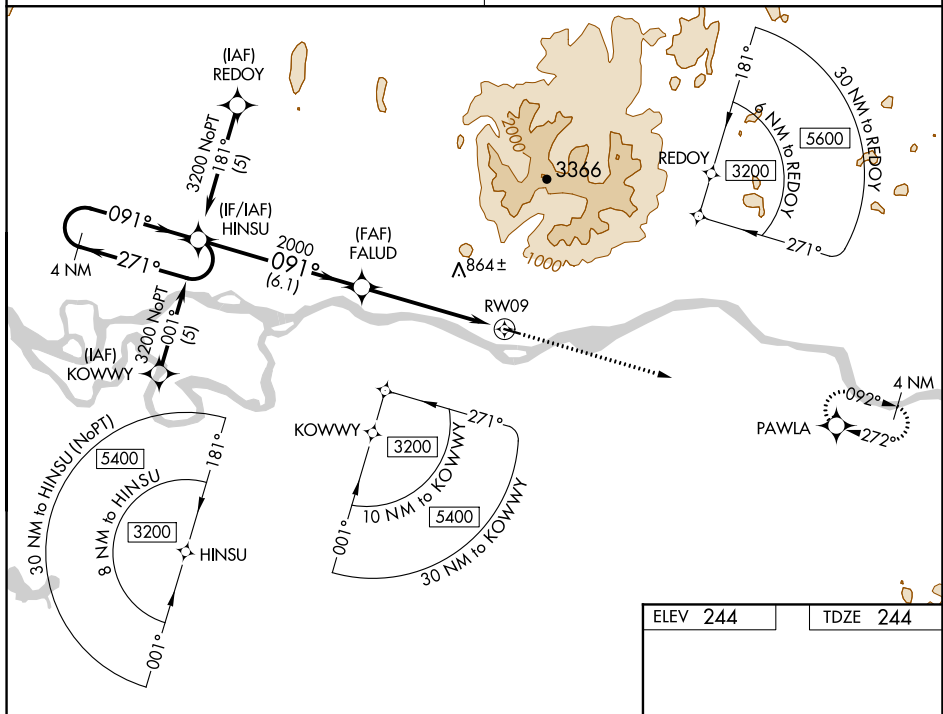 (IAF)
REDOY
3200 NoPT
181°
(5)
091°
(IF/IAF)
HINSU
271°
4 NM
2000
091°
(6.1)
(FAF)
FALUD
3200 NoPT
001°
(5)
(IAF)
KOWWY
2000
3366
1000
864±
RW09
181°
30 NM to REDOY
6 NM to REDOY
5600
REDOY
3200
271°
092°
4 NM
PAWLA
272°
30 NM to HINSU (NoPT)
5400
181°
8 NM to HINSU
3200
HINSU
001°
KOWWY
271°
3200
10 NM to KOWWY
5400
001°
30 NM to KOWWY
ELEV 244
TDZE 244